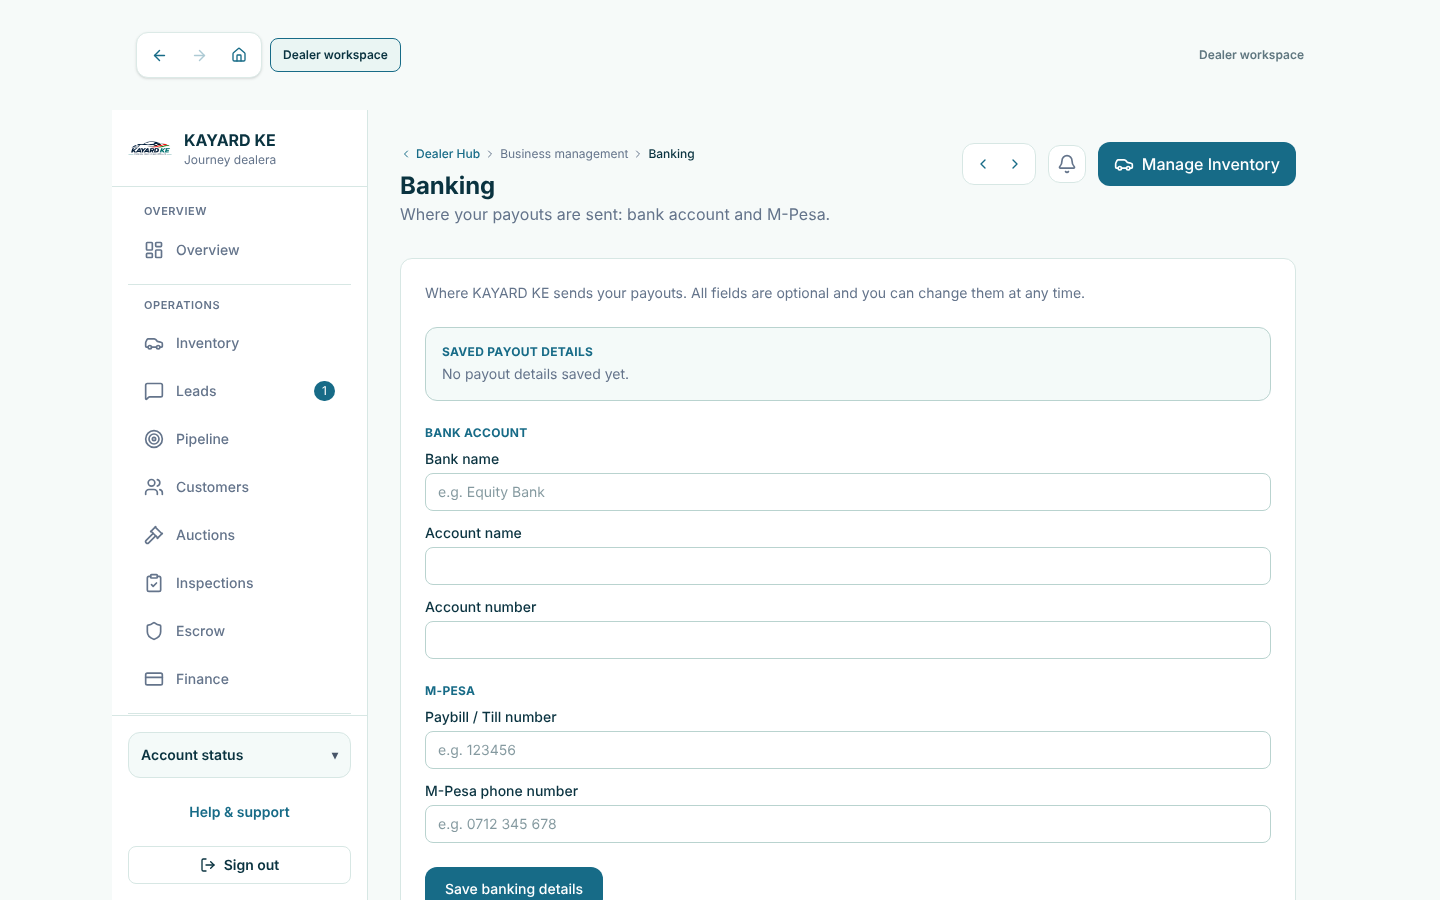 Dealer workspace
Dealer workspace
KAYARD KE
KAYARD KE
Journey dealera
OVERVIEW
Overview
OPERATIONS
Inventory
Leads
1
Pipeline
Customers
Auctions
Inspections
Escrow
Finance
Account status
Help & support
Sign out
Dealer Hub
Business management
Banking
Manage Inventory
Banking
Where your payouts are sent: bank account and M-Pesa.
Where KAYARD KE sends your payouts. All fields are optional and you can change them at any time.
SAVED PAYOUT DETAILS
No payout details saved yet.
BANK ACCOUNT
Bank name
e.g. Equity Bank
Account name
Account number
M-PESA
Paybill / Till number
e.g. 123456
M-Pesa phone number
e.g. 0712 345 678
Save banking details